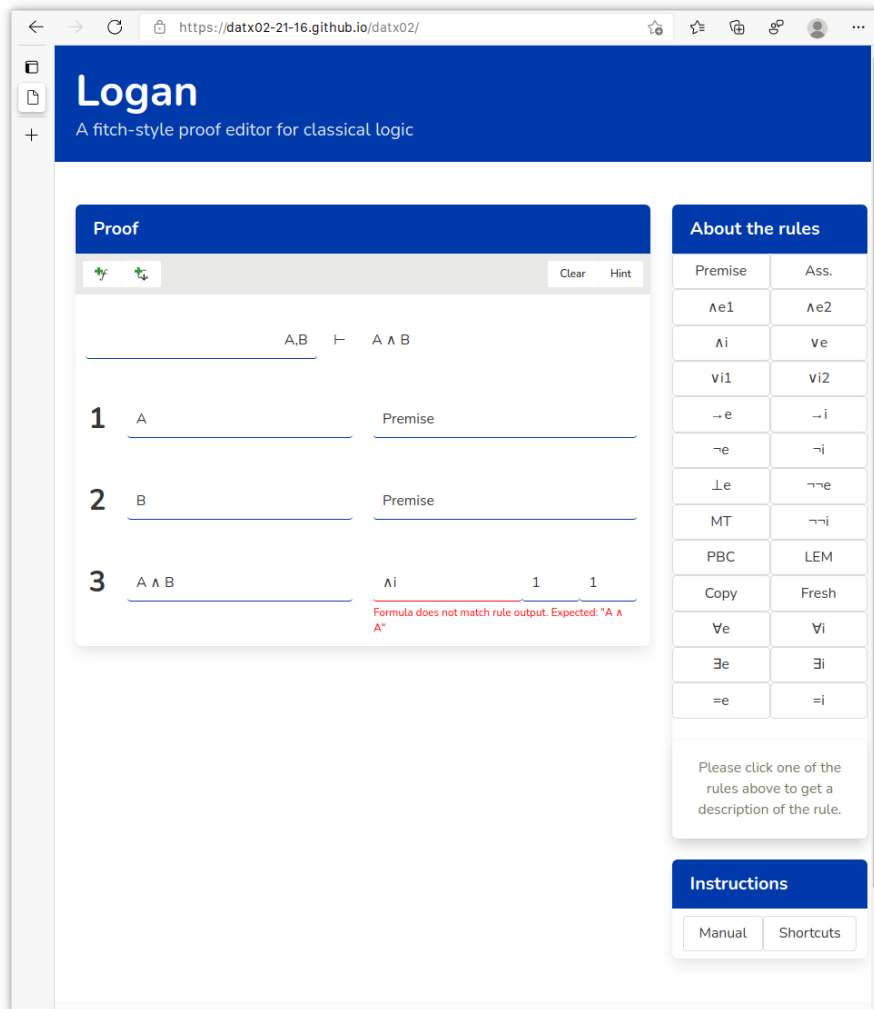 https://datx02-21-16.github.io/datx02/
Logan
A fitch-style proof editor for classical logic
Proof
Clear Hint
A,B ⊢ A ∧ B
1 A Premise
2 B Premise
3 A ∧ B ∧i 1 1
Formula does not match rule output. Expected: "A ∧
A"
About the rules
Premise Ass.
∧e1 ∧e2
∧i ∨e
∨i1 ∨i2
→e →i
¬e ¬i
⊥e ¬¬e
MT ¬¬i
PBC LEM
Copy Fresh
∀e ∀i
∃e ∃i
=e =i
Please click one of the
rules above to get a
description of the rule.
Instructions
Manual Shortcuts